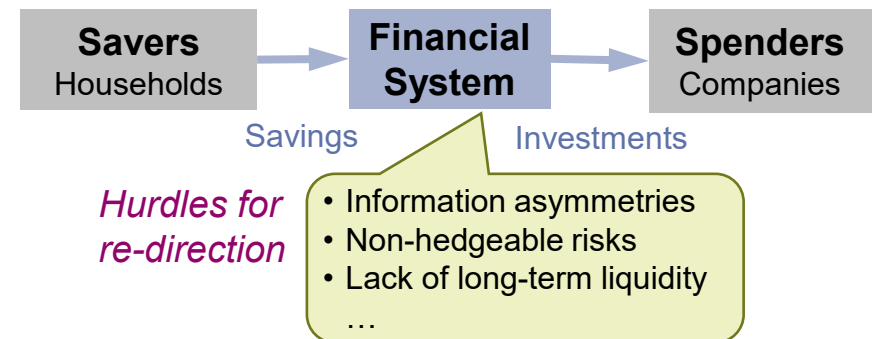 Savers
Households
Financial
System
Spenders
Companies
Savings
Investments
Hurdles for
re-direction
• Information asymmetries
• Non-hedgeable risks
• Lack of long-term liquidity
…